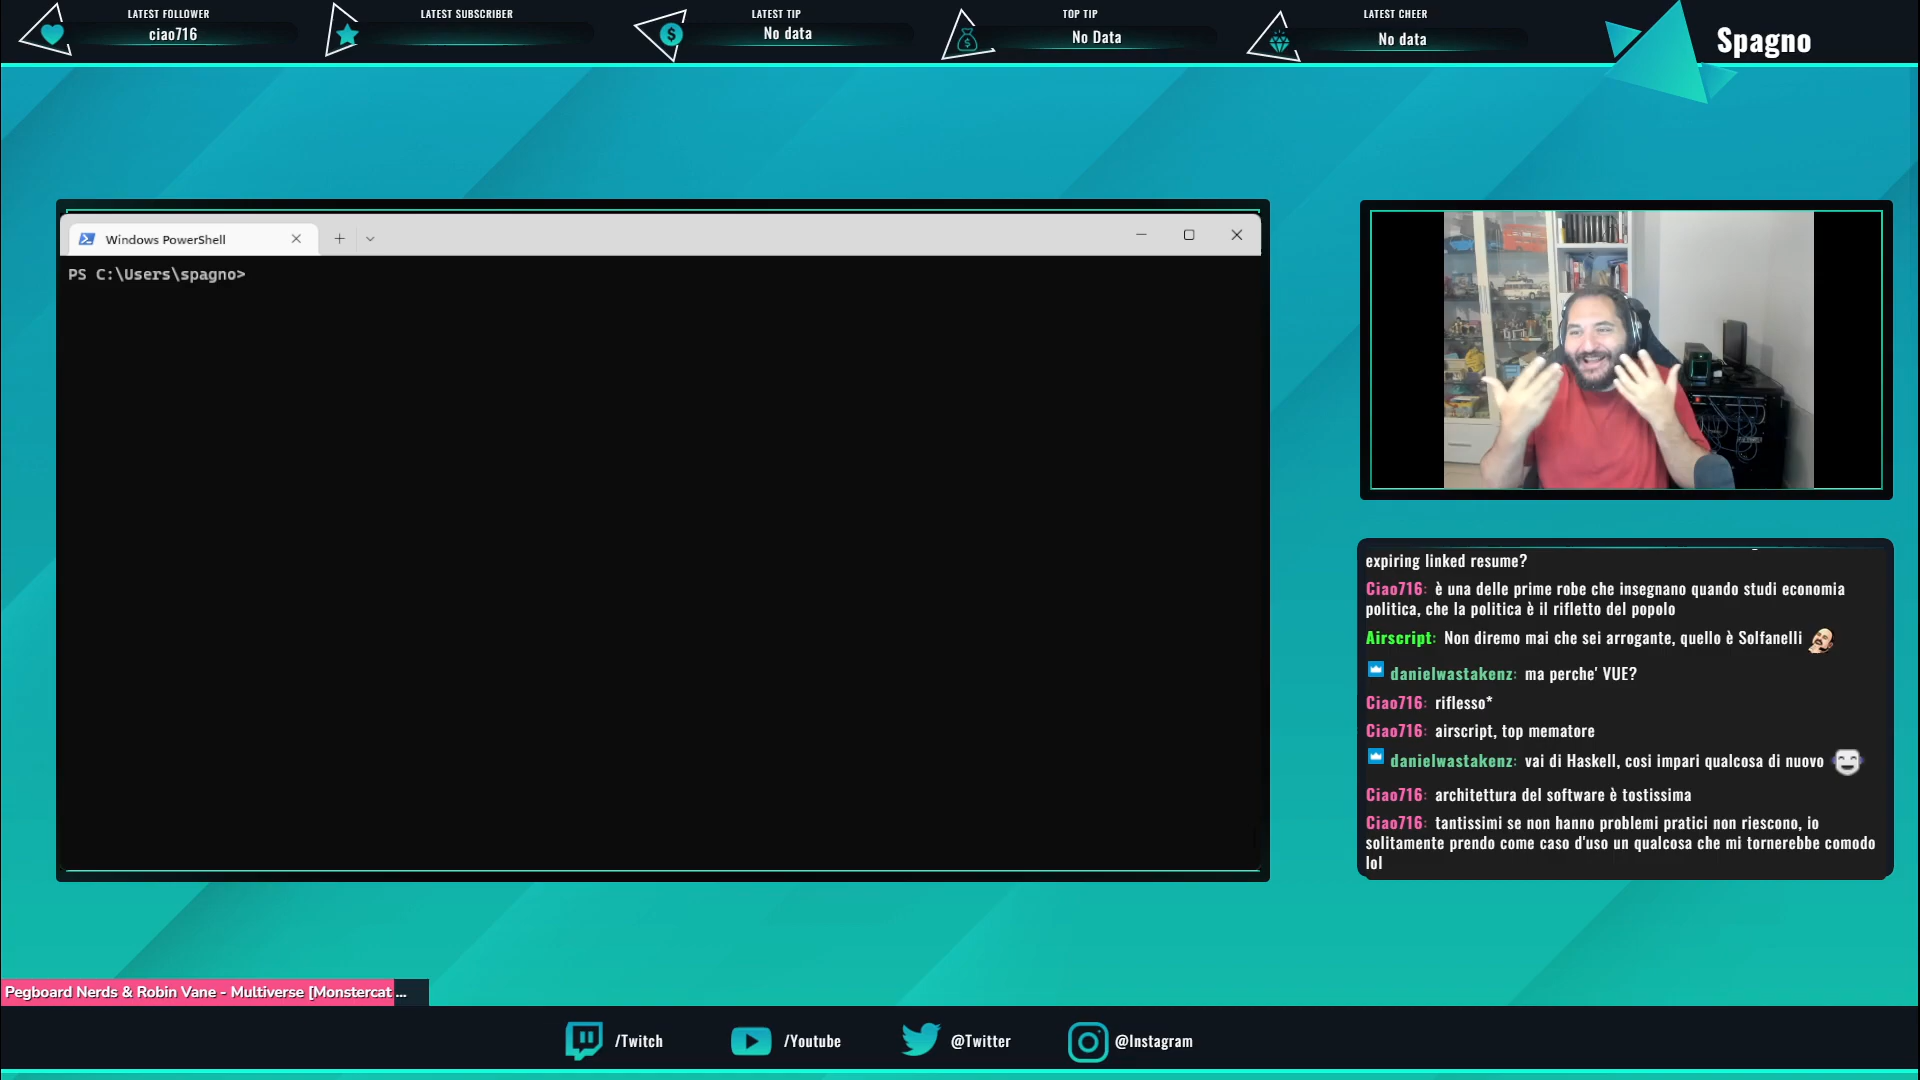 LATEST FOLLOWER
ciao716
LATEST SUBSCRIBER
LATEST TIP
No data
TOP TIP
No Data
LATEST CHEER
No data
Spagno
Windows PowerShell
PS C:\Users\spagno>
expiring linked resume?
Ciao716: è una delle prime robe che insegnano quando studi economia
politica, che la politica è il rifletto del popolo
Airscript: Non diremo mai che sei arrogante, quello è Solfanelli
danielwastakenz: ma perche' VUE?
Ciao716: riflesso*
Ciao716: airscript, top mematore
danielwastakenz: vai di Haskell, cosi impari qualcosa di nuovo
Ciao716: architettura del software è tostissima
Ciao716: tantissimi se non hanno problemi pratici non riescono, io
solitamente prendo come caso d'uso un qualcosa che mi tornerebbe comodo
lol
Pegboard Nerds & Robin Vane - Multiverse [Monstercat ...
/Twitch
/Youtube
@Twitter
@Instagram